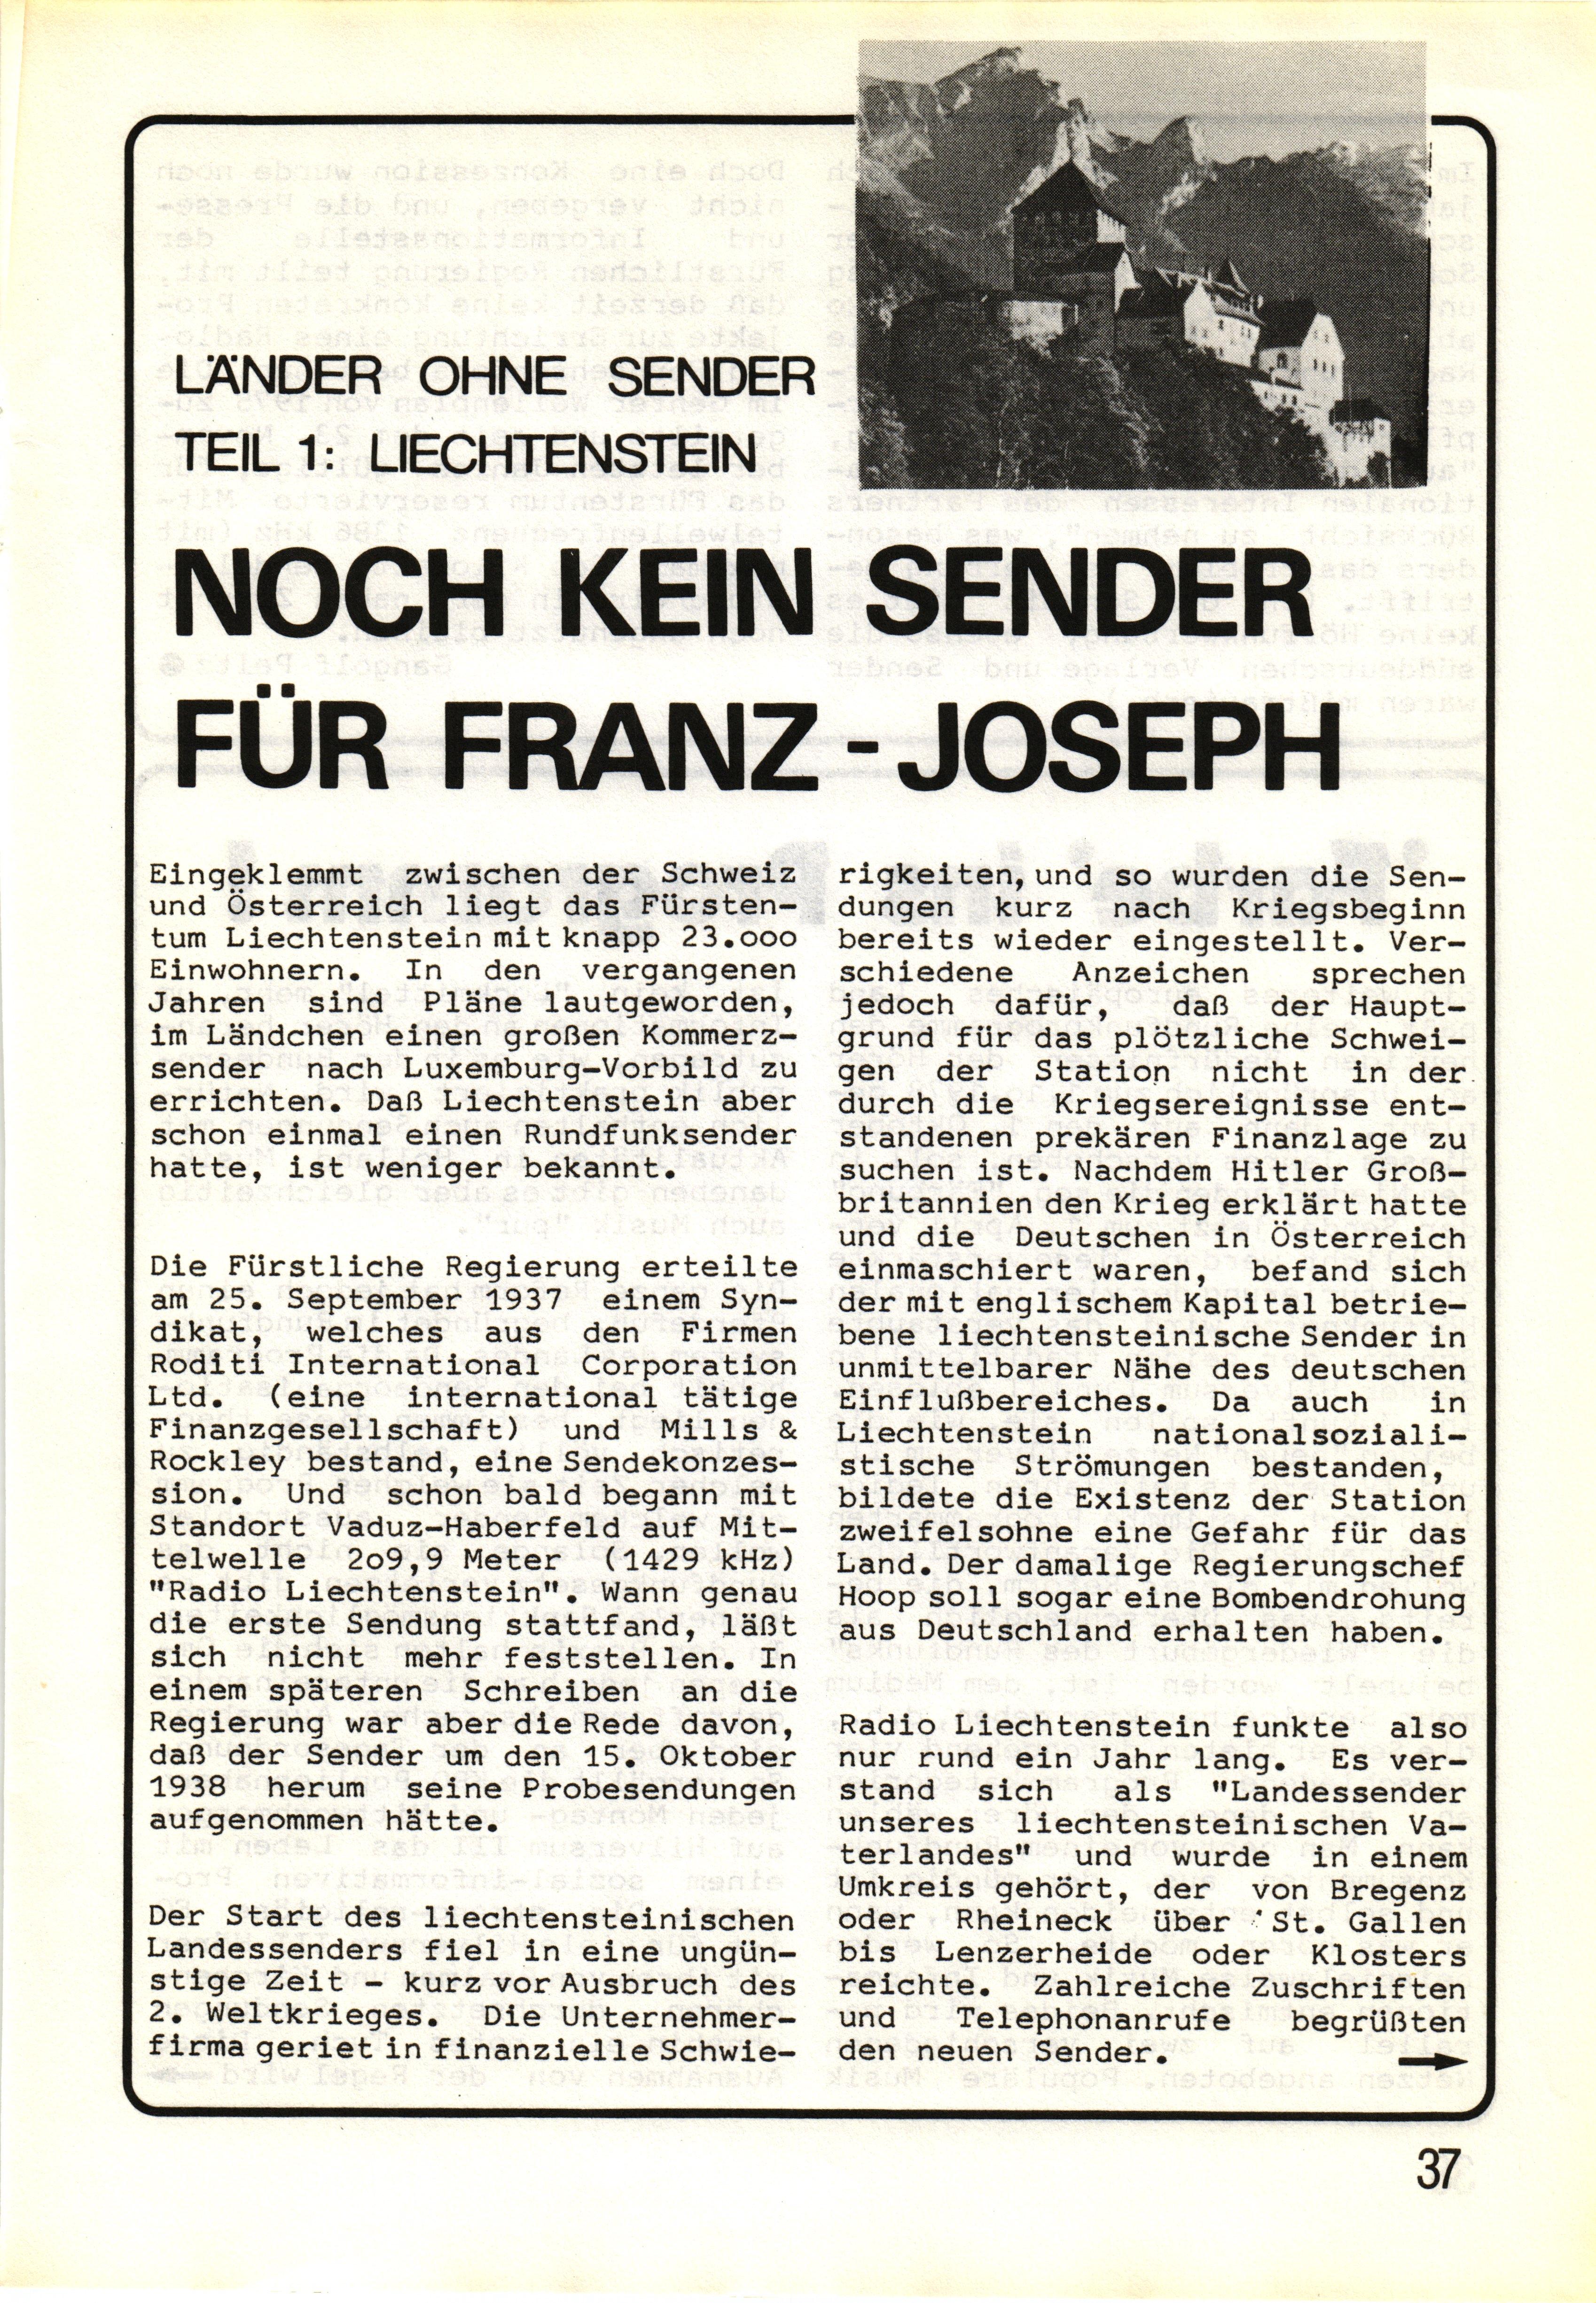 LÄNDER OHNE SENDER
TEIL 1: LIECHTENSTEIN
NOCH KEIN SENDER
FÜR FRANZ-JOSEPH
Eingeklemmt zwischen der Schweiz
und Österreich liegt das Fürsten-
tum Liechtenstein mit knapp 23.ooo
Einwohnern. In den vergangenen
Jahren sind Pläne lautgeworden,
im Ländchen einen großen Kommerz-
sender nach Luxemburg-Vorbild zu
errichten. Daß Liechtenstein aber
schon einmal einen Rundfunksender
hatte, ist weniger bekannt.
Die Fürstliche Regierung erteilte
am 25. September 1937 einem Syn-
dikat, welches aus den Firmen
Roditi International Corporation
Ltd. (eine international tätige
Finanzgesellschaft) und Mills &
Rockley bestand, eine Sendekonzes-
sion. Und schon bald begann mit
Standort Vaduz-Haberfeld auf Mit-
telwelle 2o9,9 Meter (1429 kHz)
"Radio Liechtenstein". Wann genau
die erste Sendung stattfand, läßt
sich nicht mehr feststellen. In
einem späteren Schreiben an die
Regierung war aber die Rede davon,
daß der Sender um den 15. Oktober
1938 herum seine Probesendungen
aufgenommen hätte.
Der Start des liechtensteinischen
Landessenders fiel in eine ungün-
stige Zeit - kurz vor Ausbruch des
2. Weltkrieges. Die Unternehmer-
firma geriet in finanzielle Schwie-
rigkeiten, und so wurden die Sen-
dungen kurz nach Kriegsbeginn
bereits wieder eingestellt. Ver-
schiedene Anzeichen sprechen
jedoch dafür, daß der Haupt-
grund für das plötzliche Schwei-
gen der Station nicht in der
durch die Kriegsereignisse ent-
standenen prekären Finanzlage zu
suchen ist. Nachdem Hitler Groß-
britannien den Krieg erklärt hatte
und die Deutschen in Österreich
einmaschiert waren, befand sich
der mit englischem Kapital betrie-
bene liechtensteinische Sender in
unmittelbarer Nähe des deutschen
Einflußbereiches. Da auch in
Liechtenstein nationalsoziali-
stische Strömungen bestanden,
bildete die Existenz der Station
zweifelsohne eine Gefahr für das
Land. Der damalige Regierungschef
Hoop soll sogar eine Bombendrohung
aus Deutschland erhalten haben.
Radio Liechtenstein funkte also
nur rund ein Jahr lang. Es ver-
stand sich als "Landessender
unseres liechtensteinischen Va-
terlandes" und wurde in einem
Umkreis gehört, der von Bregenz
oder Rheineck über St. Gallen
bis Lenzerheide oder Klosters
reichte. Zahlreiche Zuschriften
und Telephonanrufe begrüßten
den neuen Sender. →
37